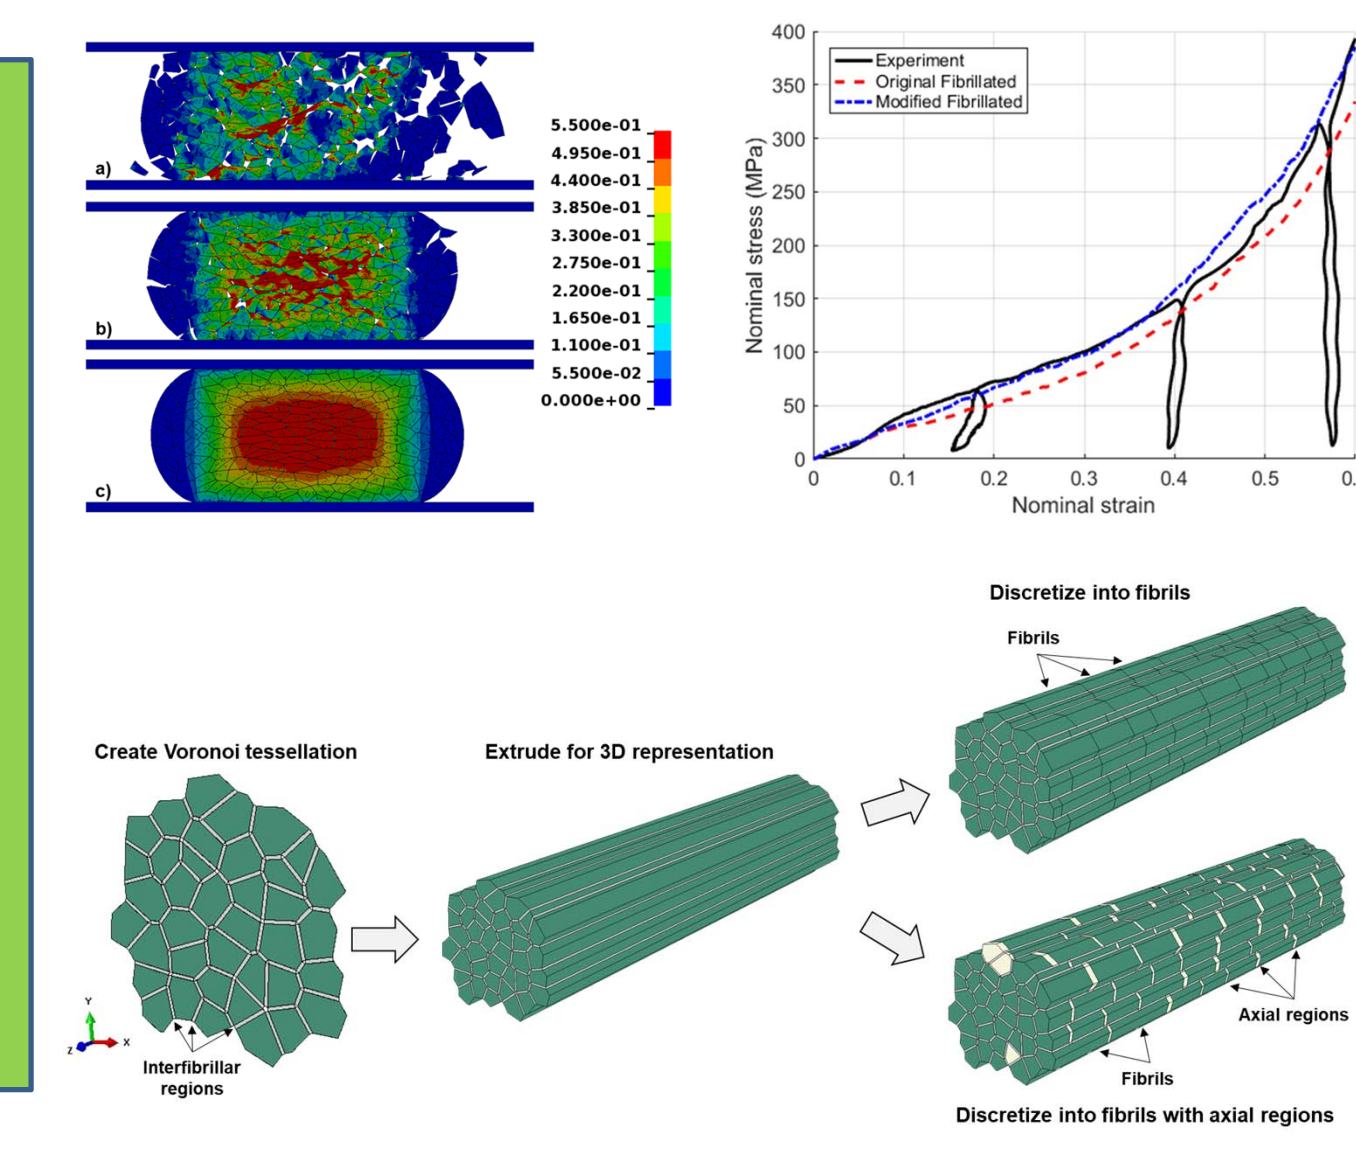 a)
b)
c)
5.500e-01
4.950e-01
4.400e-01
3.850e-01
3.300e-01
2.750e-01
2.200e-01
1.650e-01
1.100e-01
5.500e-02
0.000e+00
Experiment
Original Fibrillated
Modified Fibrillated
Nominal stress (MPa)
400
350
300
250
200
150
100
50
0
0 0.1 0.2 0.3 0.4 0.5 0.
Nominal strain
Discretize into fibrils
Fibrils
Create Voronoi tessellation
Extrude for 3D representation
Y
X
Z
Interfibrillar
regions
Axial regions
Fibrils
Discretize into fibrils with axial regions